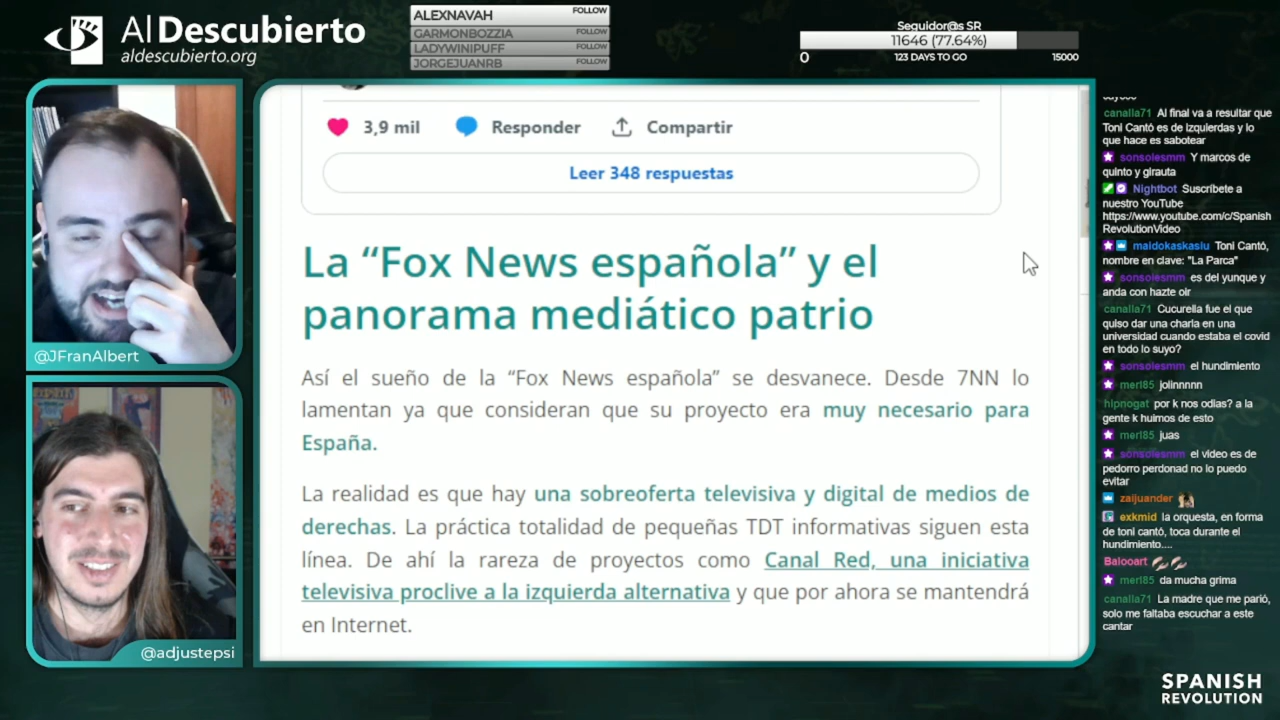 Al Descubierto
aldescubierto.org
ALEXNAVAH FOLLOW
GARMONBOZZIA FOLLOW
LADYWINIPUFF FOLLOW
JORGEJUANRB FOLLOW
Seguidor@s SR
11646 (77.64%)
0 123 DAYS TO GO 15000
@JFranAlbert
@adjustepsi
3,9 mil Responder Compartir
Leer 348 respuestas
La “Fox News española” y el
panorama mediático patrio
Así el sueño de la “Fox News española” se desvanece. Desde 7NN lo
lamentan ya que consideran que su proyecto era muy necesario para
España.
La realidad es que hay una sobreoferta televisiva y digital de medios de
derechas. La práctica totalidad de pequeñas TDT informativas siguen esta
línea. De ahí la rareza de proyectos como Canal Red, una iniciativa
televisiva proclive a la izquierda alternativa y que por ahora se mantendrá
en Internet.
canalla71 Al final va a resultar que
Toni Cantó es de izquierdas y lo
que hace es sabotear
sonsolesmm Y marcos de
quinto y girauta
Nightbot Suscríbete a
nuestro YouTube
https://www.youtube.com/c/Spanish
RevolutionVideo
maldokaskaslu Toni Cantó,
nombre en clave: "La Parca"
sonsolesmm es del yunque y
anda con hazte oir
canalla71 Cucurella fue el que
quiso dar una charla en una
universidad cuando estaba el covid
en todo lo suyo?
sonsolesmm el hundimiento
merl85 jolinnnnn
hipnogat por k nos odias? a la
gente k huimos de esto
merl85 juas
sonsolesmm el video es de
pedorro perdonad no lo puedo
evitar
zaijuander
exkmid la orquesta, en forma
de toni cantó, toca durante el
hundimiento....
Balooart
merl85 da mucha grima
canalla71 La madre que me parió,
solo me faltaba escuchar a este
cantar
SPANISH
REVOLUTION